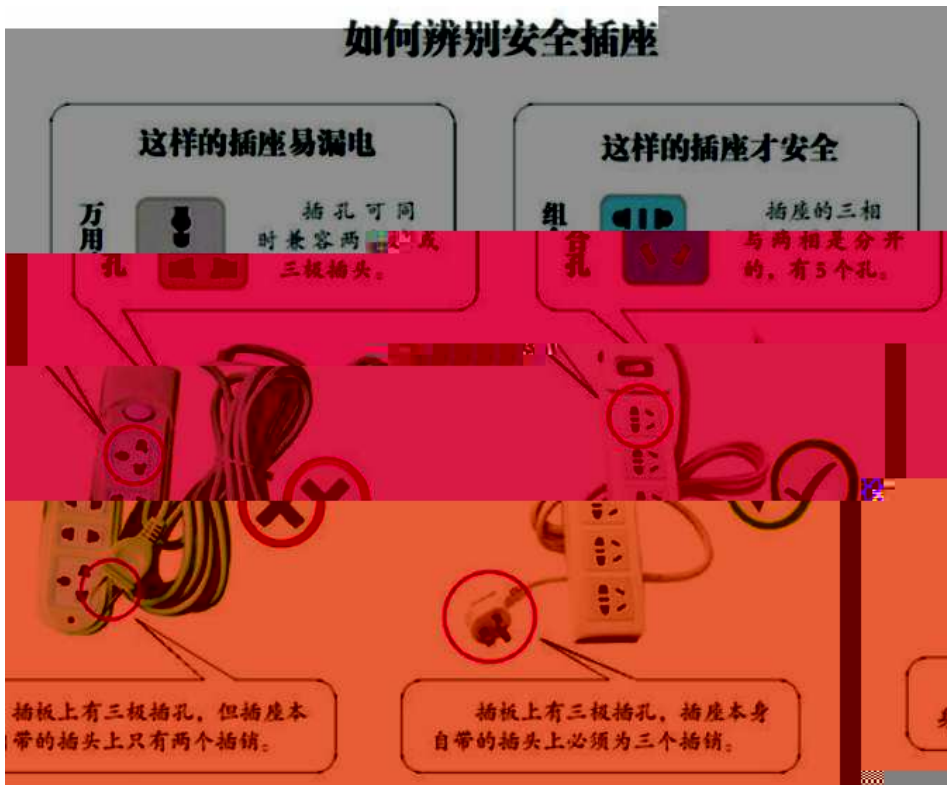 如何辨别安全插座
这样的插座易漏电
万用孔
插孔可同
时兼容两
三极插头。
这样的插座才安全
组合孔
插座的三相
与两相是分开
的，有5个孔。
插板上有三极插孔，但插座本
自带的插头上只有两个插销。
插板上有三极插孔，插座本身
自带的插头上必须为三个插销。